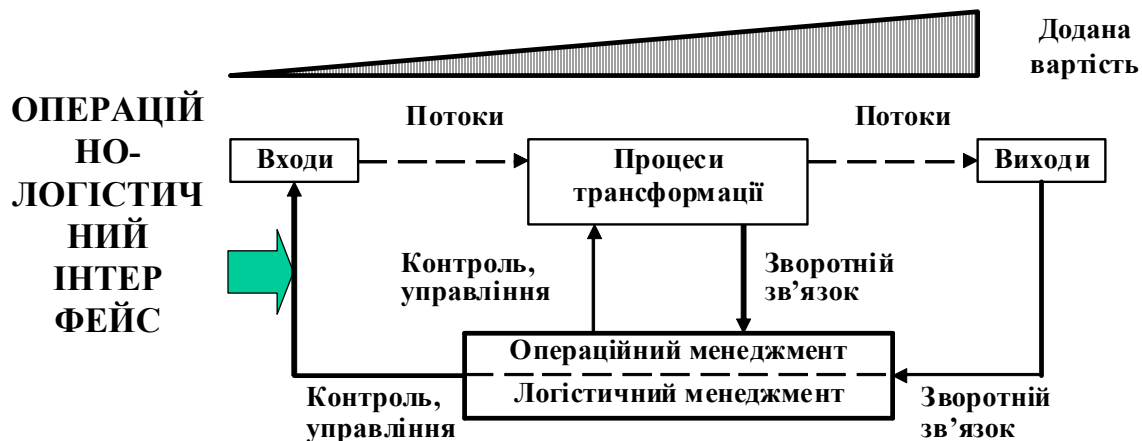 Додана
вартість
ОПЕРАЦІЙ
НО-
ЛОГІСТИЧ
НИЙ
ІНТЕР
ФЕЙС
Потоки
Потоки
Входи
Процеси
трансформації
Виходи
Контроль,
управління
Зворотній
зв’язок
Операційний менеджмент
Логістичний менеджмент
Контроль,
управління
Зворотній
зв’язок